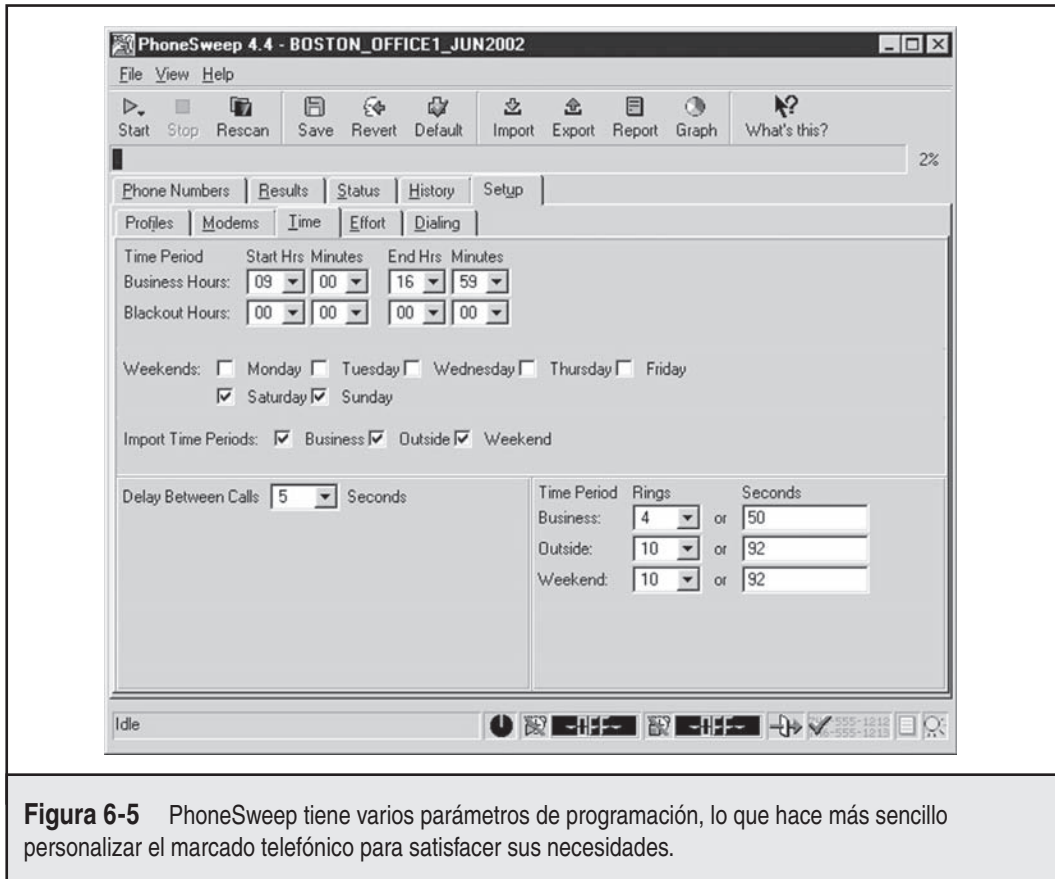 PhoneSweep 4.4 - BOSTON_OFFICE1_JUN2002
File View Help
Start Stop Rescan Save Revert Default Import Export Report Graph What's this?
2%
Phone Numbers Results Status History Setup
Profiles Modems Time Effort Dialing
Time Period Start Hrs Minutes End Hrs Minutes
Business Hours: 09 00 16 59
Blackout Hours: 00 00 00 00
Weekends: Monday Tuesday Wednesday Thursday Friday
Saturday Sunday
Import Time Periods: Business Outside Weekend
Delay Between Calls 5 Seconds
Time Period Rings Seconds
Business: 4 or 50
Outside: 10 or 92
Weekend: 10 or 92
Idle
555-1212
555-1213
Figura 6-5 PhoneSweep tiene varios parámetros de programación, lo que hace más sencillo
personalizar el marcado telefónico para satisfacer sus necesidades.